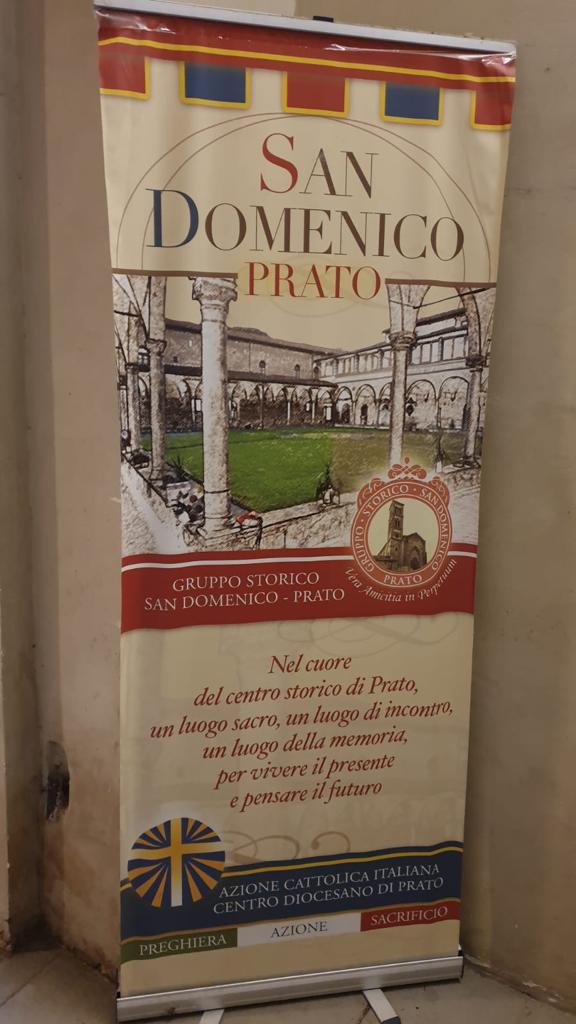 SAN
DOMENICO
PRATO
GRUPPO STORICO · SAN DOMENICO
PRATO
Vera Amicitia in Perpetuum
GRUPPO STORICO
SAN DOMENICO - PRATO
Nel cuore
del centro storico di Prato,
un luogo sacro, un luogo di incontro,
un luogo della memoria,
per vivere il presente
e pensare il futuro
AZIONE CATTOLICA ITALIANA
CENTRO DIOCESANO DI PRATO
PREGHIERA AZIONE SACRIFICIO